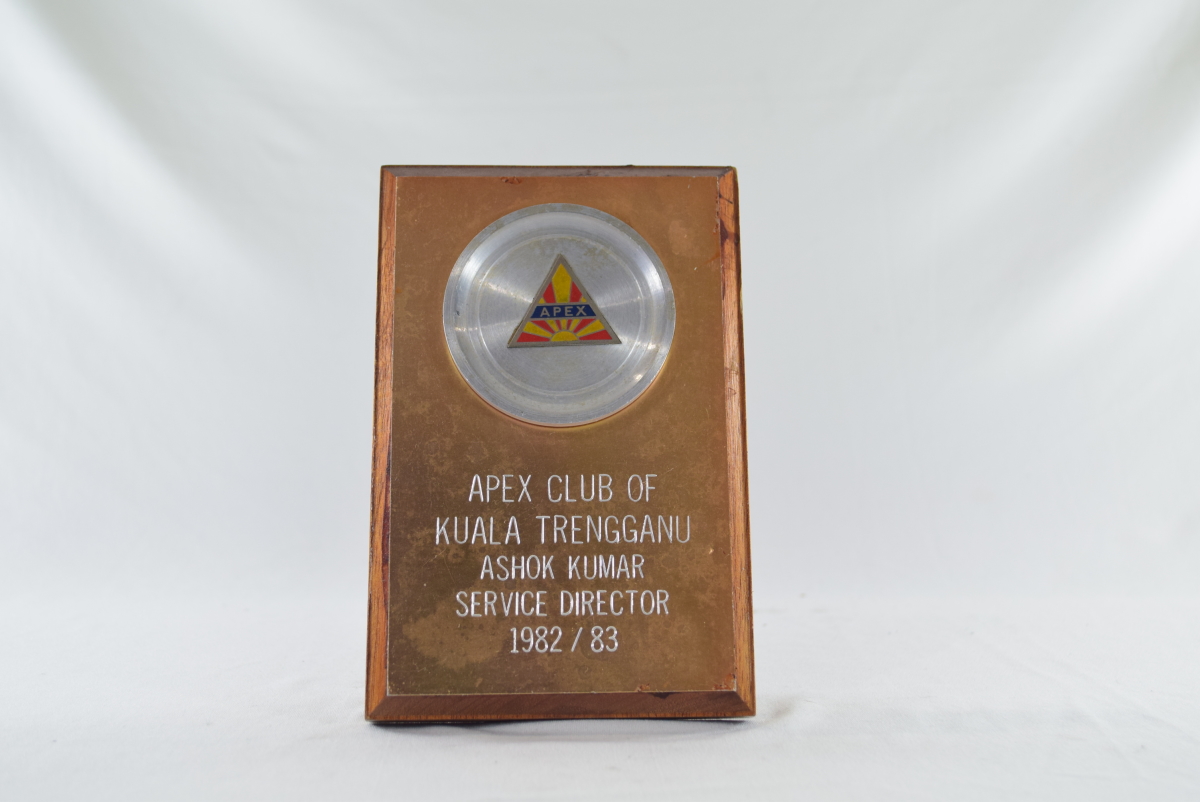 APEX
APEX CLUB OF
KUALA TRENGGANU
ASHOK KUMAR
SERVICE DIRECTOR
1982 / 83